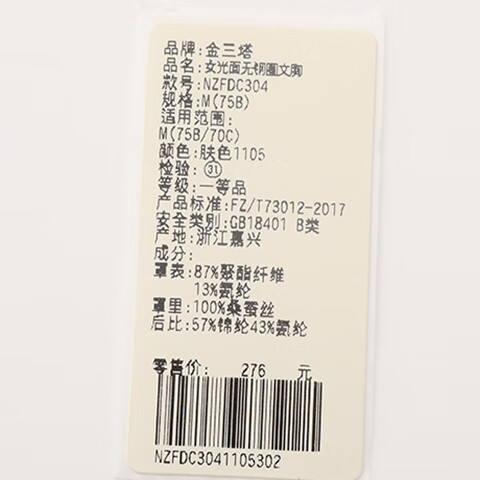 品牌:金三塔
品名:女光面无钢圈文胸
款号:NZFDC304
规格:M(75B)
适用范围:
M(75B/70C)
颜色:肤色1105
检验:31
等级:一等品
产品标准:FZ/T73012-2017
安全类别:GB18401 B类
产地:浙江嘉兴
成分:
罩表:87%聚酯纤维
13%氨纶
罩里:100%桑蚕丝
后比:57%锦纶43%氨纶
零售价: 276 元
NZFDC3041105302